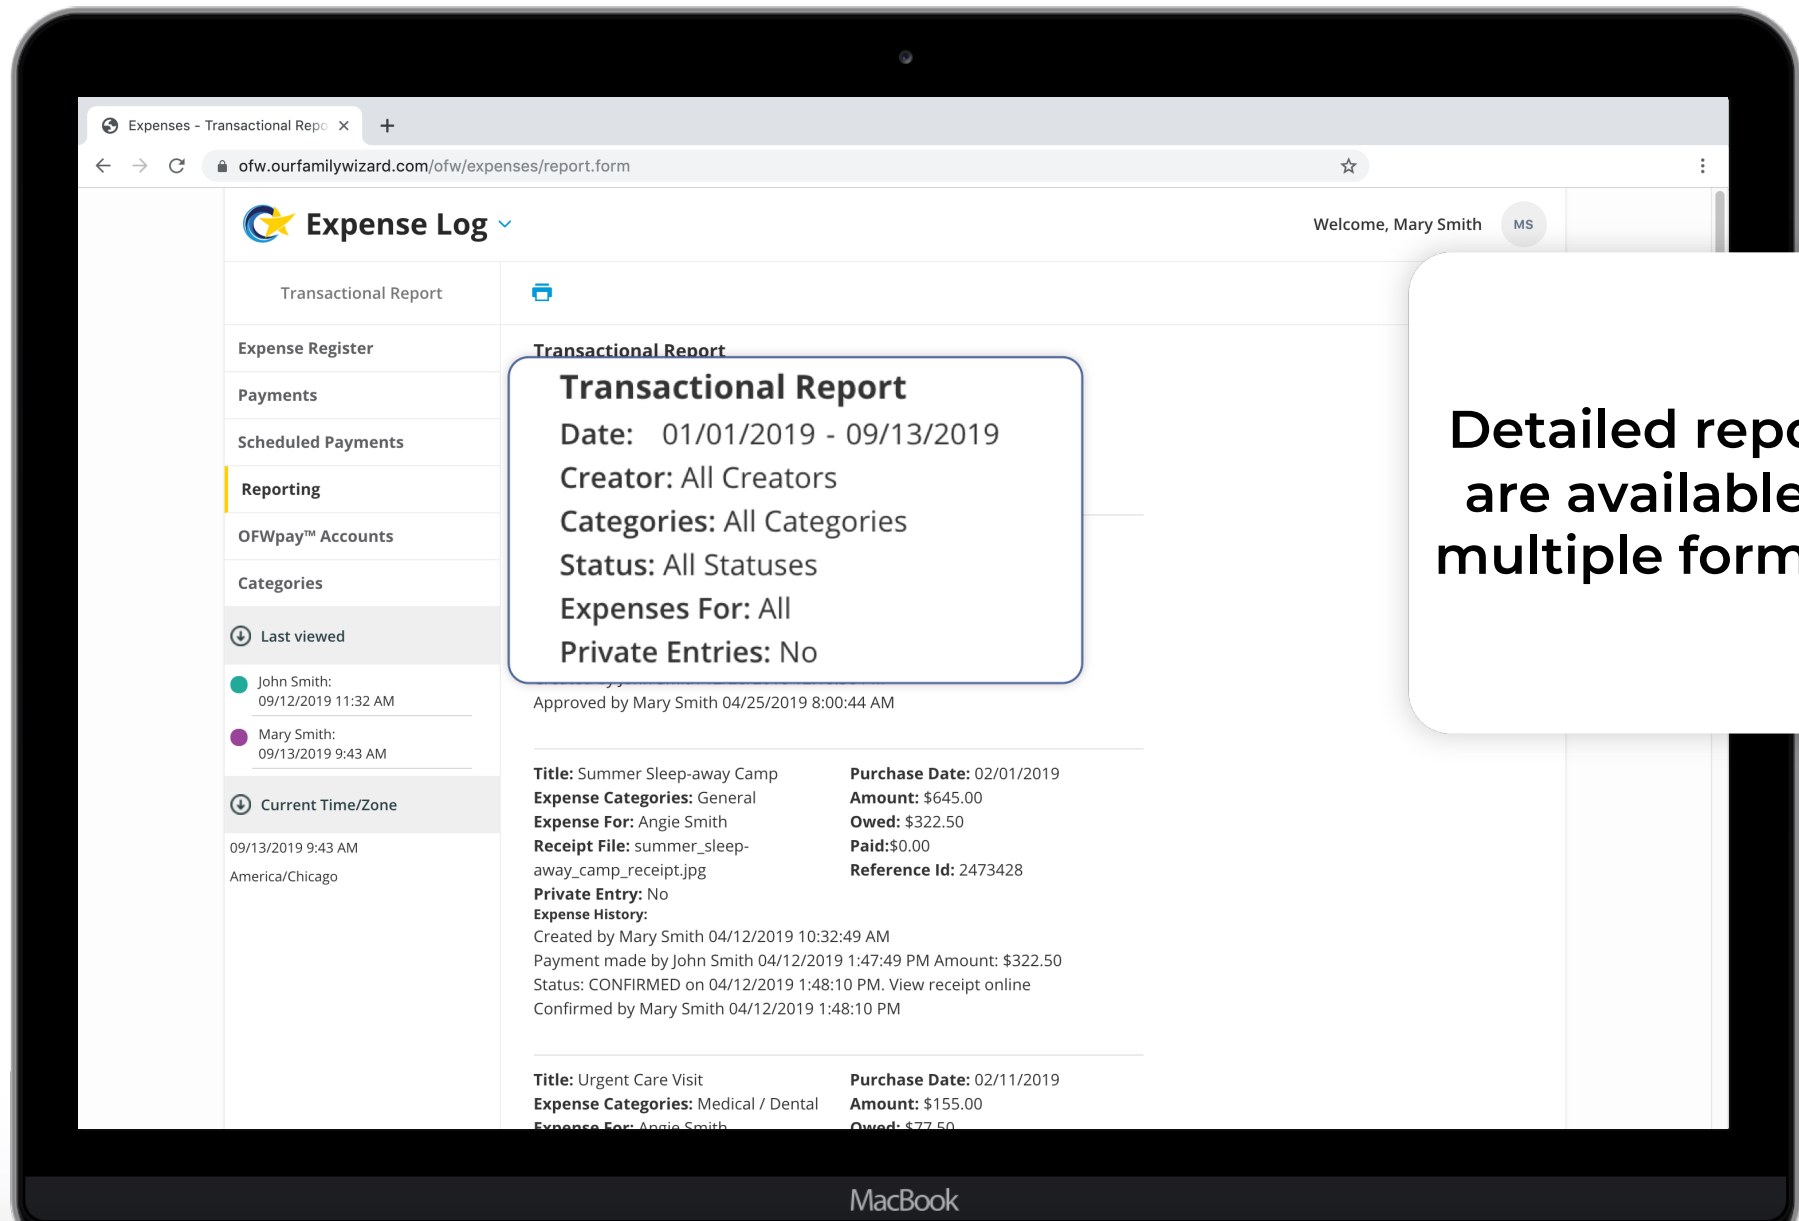 Expenses - Transactional Repo
ofw.ourfamilywizard.com/ofw/expenses/report.form
Expense Log
Welcome, Mary Smith
MS
Transactional Report
Expense Register
Payments
Scheduled Payments
Reporting
OFWpay™ Accounts
Categories
Last viewed
John Smith:
09/12/2019 11:32 AM
Mary Smith:
09/13/2019 9:43 AM
Current Time/Zone
09/13/2019 9:43 AM
America/Chicago
Transactional Report
Transactional Report
Date: 01/01/2019 - 09/13/2019
Creator: All Creators
Categories: All Categories
Status: All Statuses
Expenses For: All
Private Entries: No
Approved by Mary Smith 04/25/2019 8:00:44 AM
Title: Summer Sleep-away Camp
Expense Categories: General
Expense For: Angie Smith
Receipt File: summer_sleep-
away_camp_receipt.jpg
Private Entry: No
Purchase Date: 02/01/2019
Amount: $645.00
Owed: $322.50
Paid:$0.00
Reference Id: 2473428
Expense History:
Created by Mary Smith 04/12/2019 10:32:49 AM
Payment made by John Smith 04/12/2019 1:47:49 PM Amount: $322.50
Status: CONFIRMED on 04/12/2019 1:48:10 PM. View receipt online
Confirmed by Mary Smith 04/12/2019 1:48:10 PM
Title: Urgent Care Visit
Expense Categories: Medical / Dental
Expense For: Angie Smith
Purchase Date: 02/11/2019
Amount: $155.00
Owed: $77.50
Detailed repo
are available
multiple form
MacBook